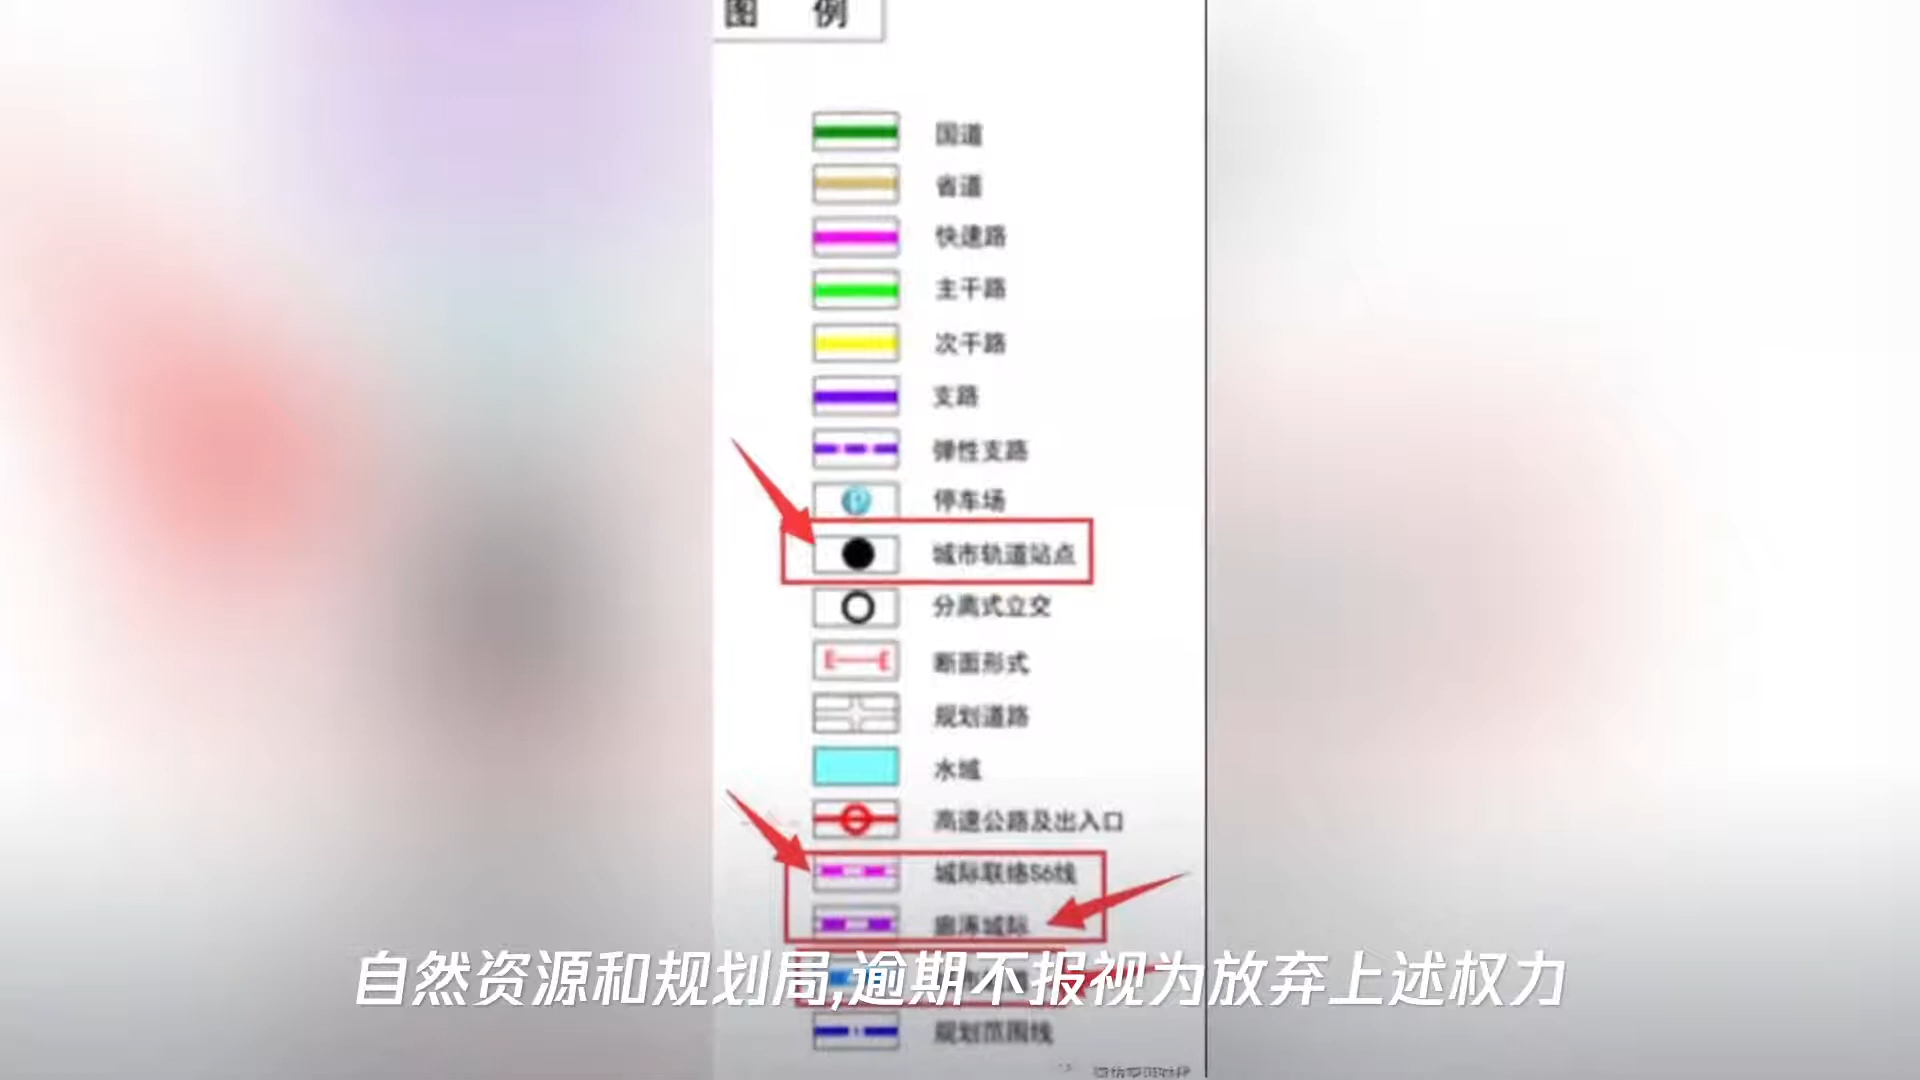 图 例
国道
省道
快速路
主干路
次干路
支路
弹性支路
停车场
城市轨道站点
分离式立交
断面形式
规划道路
水域
高速公路及出入口
城际联络S6线
廊涿城际
自然资源和规划局,逾期不报视为放弃上述权力
规划范围线